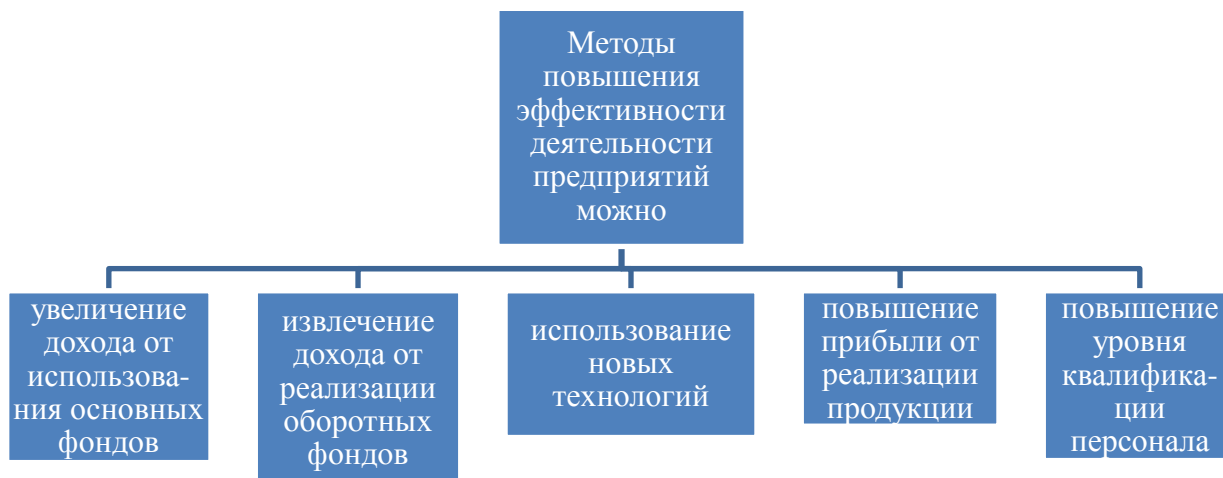 Методы
повышения
эффективности
деятельности
предприятий
можно
увеличение
дохода от
использова-
ния основных
фондов
извлечение
дохода от
реализации
оборотных
фондов
использование
новых
технологий
повышение
прибыли от
реализации
продукции
повышение
уровня
квалифика-
ции
персонала